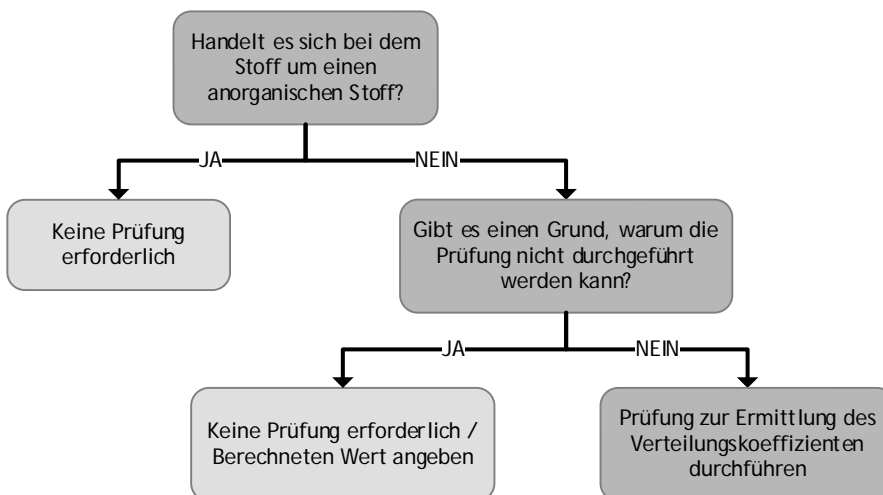 Handelt es sich bei dem
Stoff um einen
anorganischen Stoff?
JA
NEIN
Keine Prüfung
erforderlich
Gibt es einen Grund, warum die
Prüfung nicht durchgeführt
werden kann?
JA
NEIN
Keine Prüfung erforderlich /
Berechneten Wert angeben
Prüfung zur Ermittlung des
Verteilungskoeffizienten
durchführen